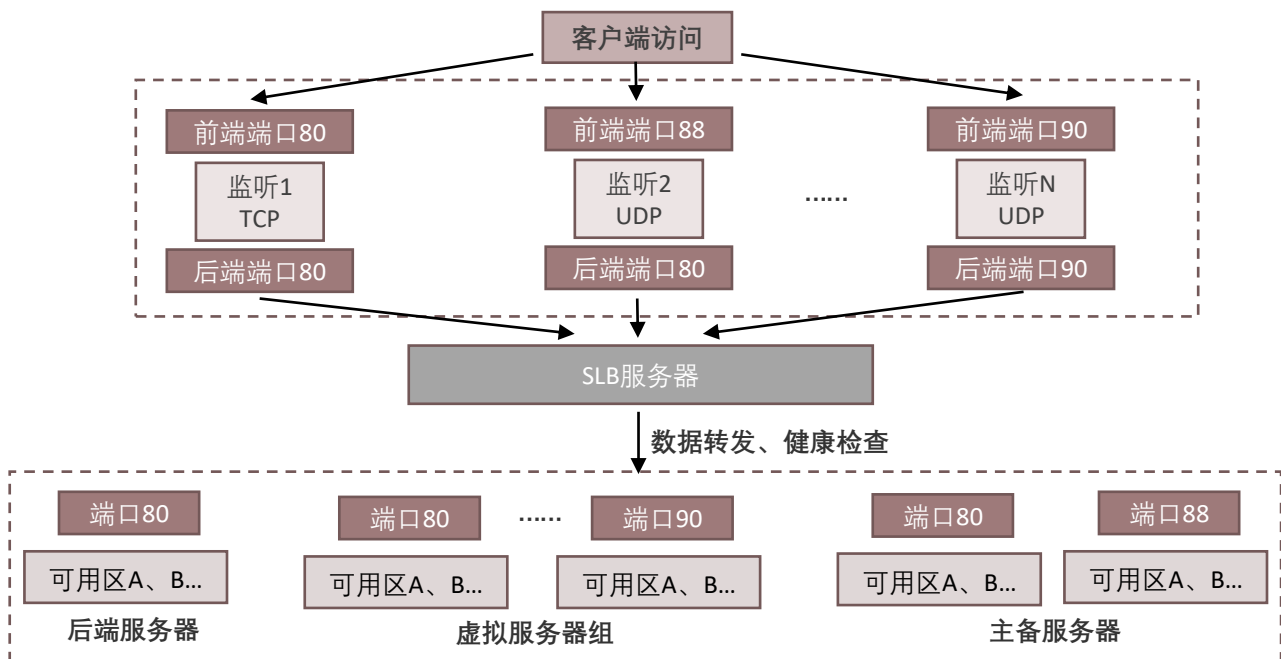 客户端访问
前端端口80
前端端口88
前端端口90
监听1
TCP
监听2
UDP
……
监听N
UDP
后端端口80
后端端口80
后端端口90
SLB服务器
数据转发、健康检查
端口80
端口80
……
端口90
端口80
端口88
可用区A、B...
可用区A、B...
可用区A、B...
可用区A、B...
可用区A、B...
后端服务器
虚拟服务器组
主备服务器